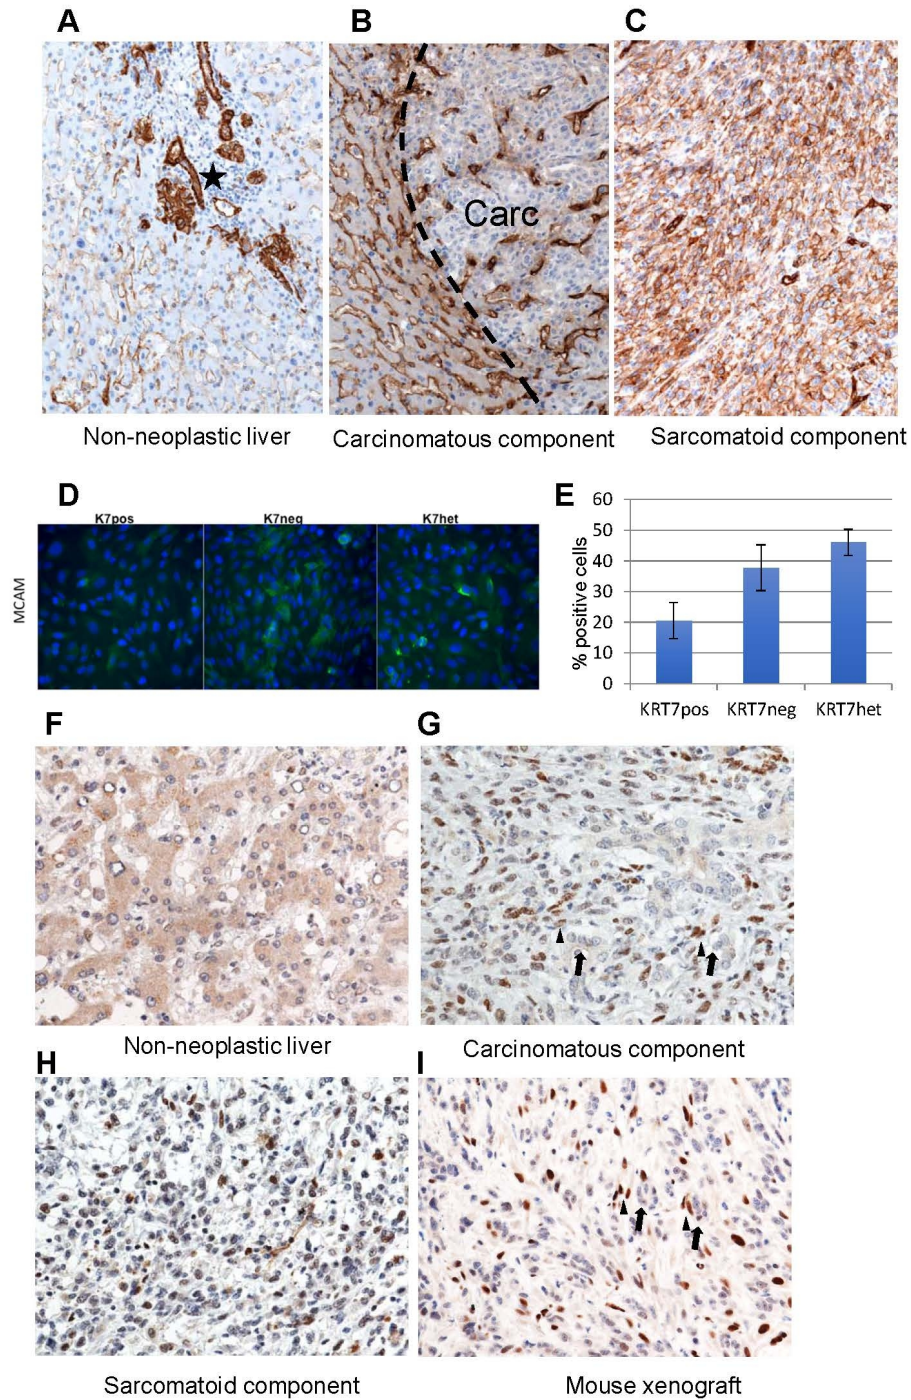 A
B
C
Carc
Non-neoplastic liver
Carcinomatous component
Sarcomatoid component
D
K7pos
K7neg
K7het
MCAM
E
60
50
40
30
20
10
0
% positive cells
KRT7pos
KRT7neg
KRT7het
F
G
Non-neoplastic liver
Carcinomatous component
H
I
Sarcomatoid component
Mouse xenograft